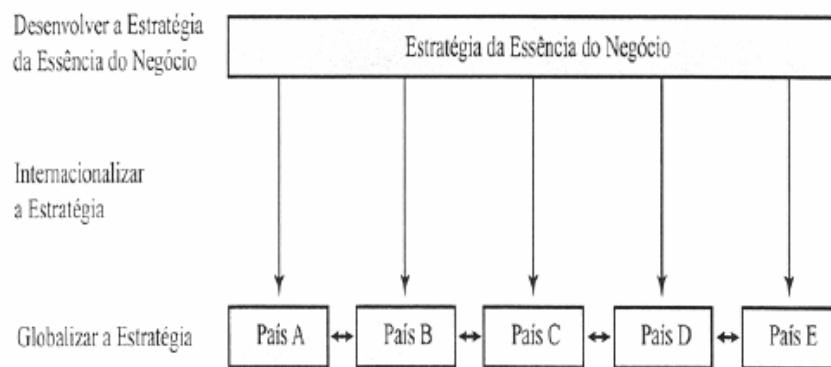 Desenvolver a Estratégia
da Essência do Negócio
Estratégia da Essência do Negócio
Internacionalizar
a Estratégia
Globalizar a Estratégia
País A
País B
País C
País D
País E